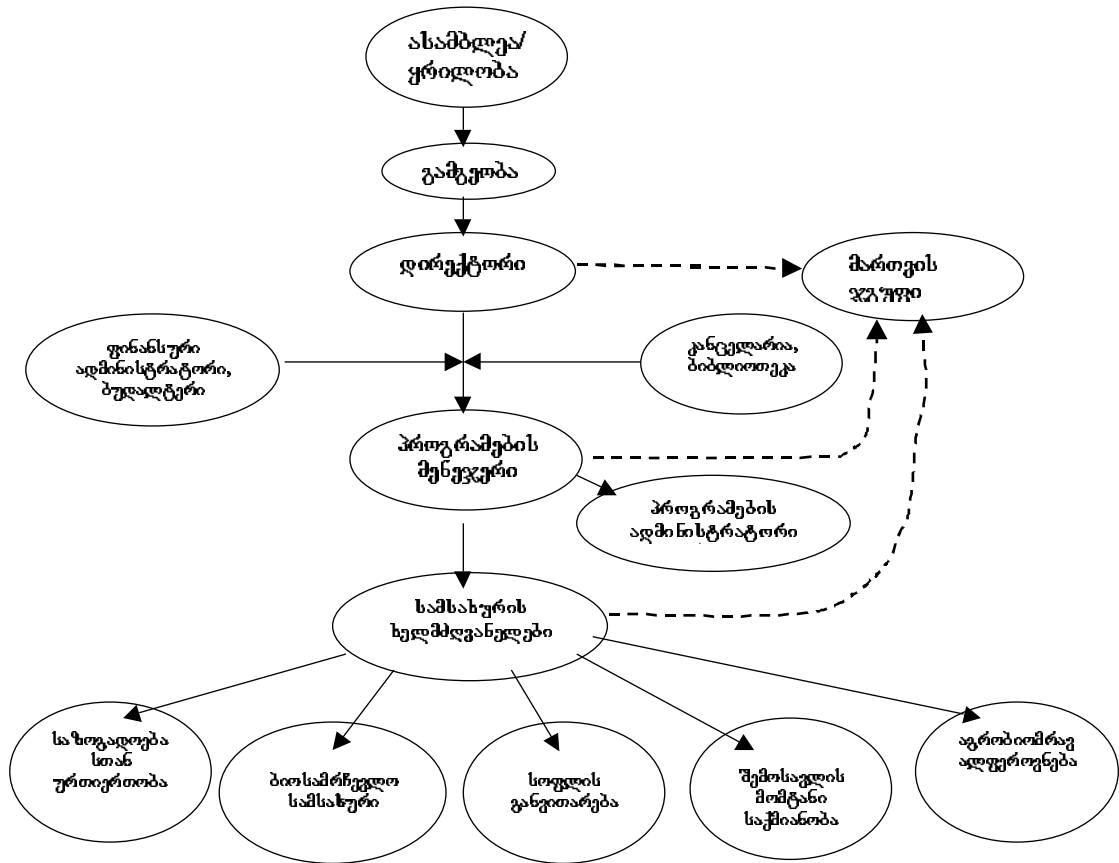 ასამბლეა/
ყრილობა
გამგეობა
დირექტორი
მართვის
ჯგუფი
ფინანსური
ადმინისტრატორი,
ბუღალტერი
კანცელარია,
ბიბლიოთეკა
პროგრამების
მენეჯერი
პროგრამების
ადმინისტრატორი
სამსახურის
ხელმძღვანელები
საზოგადოება
სთან
ურთიერთობა
ბიოსამრჩეველო
სამსახური
სოფლის
განვითარება
შემოსავლის
მომტანი
საქმიანობა
აგრობიომრავ
ალფეროვნება